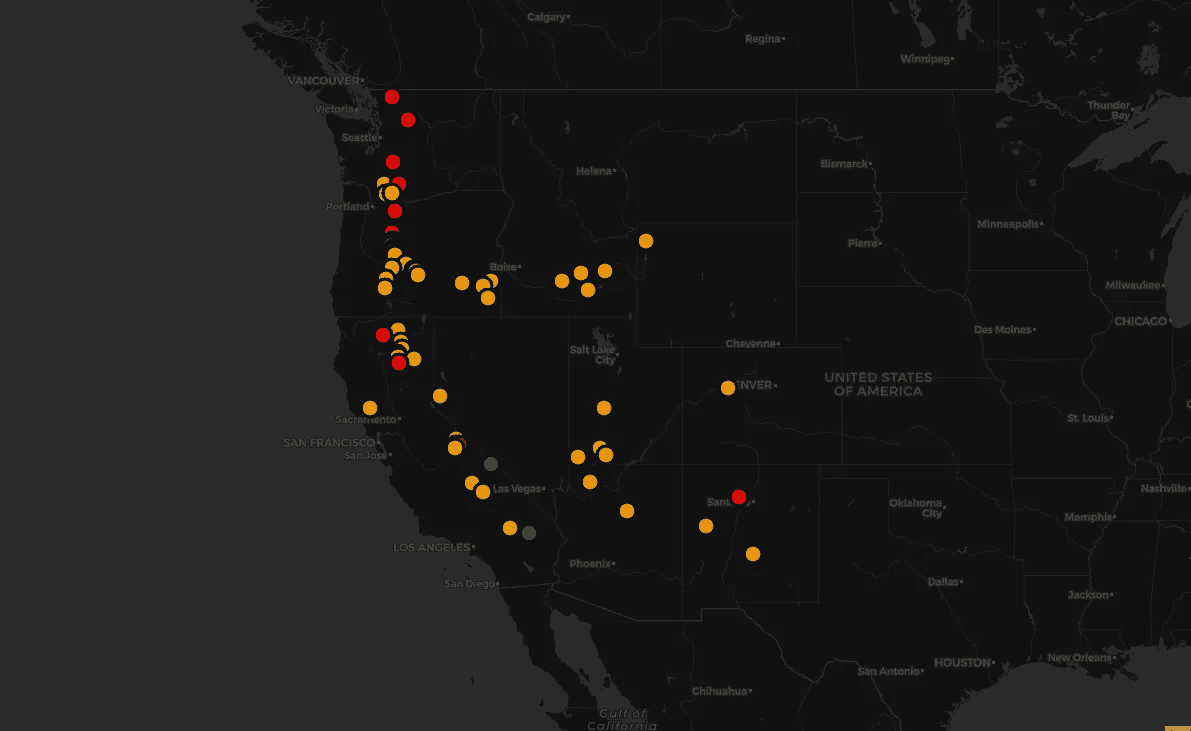 Calgary
Regina
Winnipeg
VANCOUVER
Victoria
Thunder
Bay
Seattle
Helena
Bismarck
Portland
Minneapolis
Pierre
Boise
Milwaukee
CHICAGO
Des Moines
Salt Lake
City
Cheyenne
UNITED STATES
OF AMERICA
Sacramento
St. Louis
SAN FRANCISCO
San Jose
Las Vegas
Nashville
Oklahoma
City
Memphis
LOS ANGELES
Phoenix
San Diego
Dallas
Jackson
New Orleans
HOUSTON
San Antonio
Chihuahua
Gulf of
California